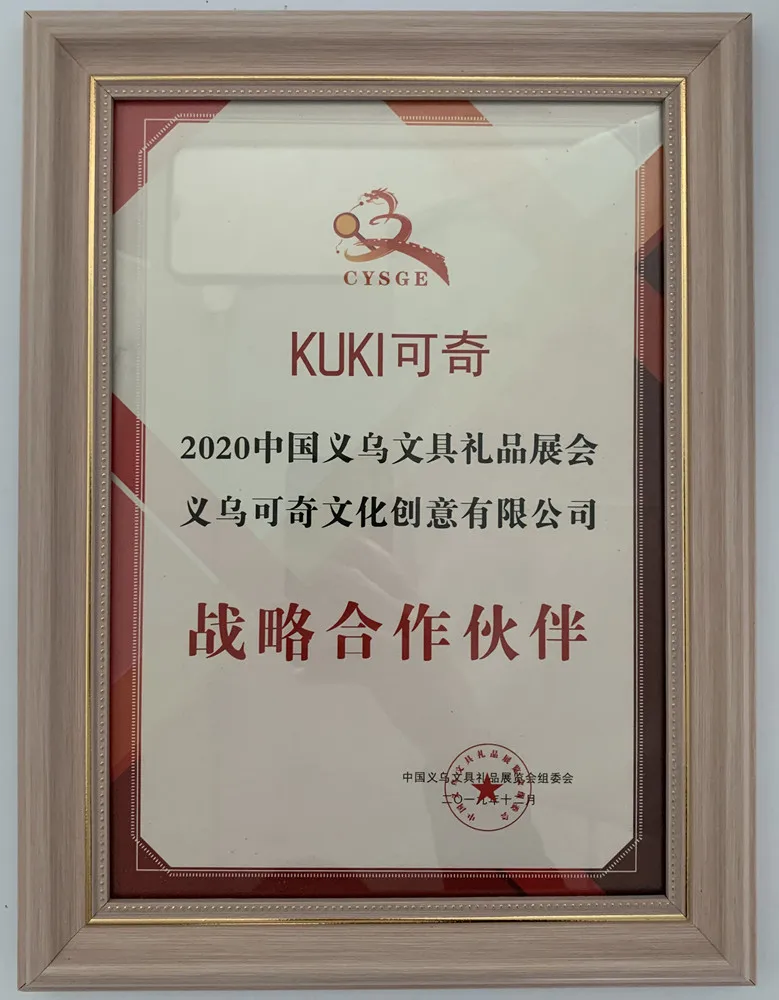 CYSGE
KUKI可奇
2020中国义乌文具礼品展会
义乌可奇文化创意有限公司
战略合作伙伴
中国义乌文具礼品展览会组委会
二〇一九年十二月